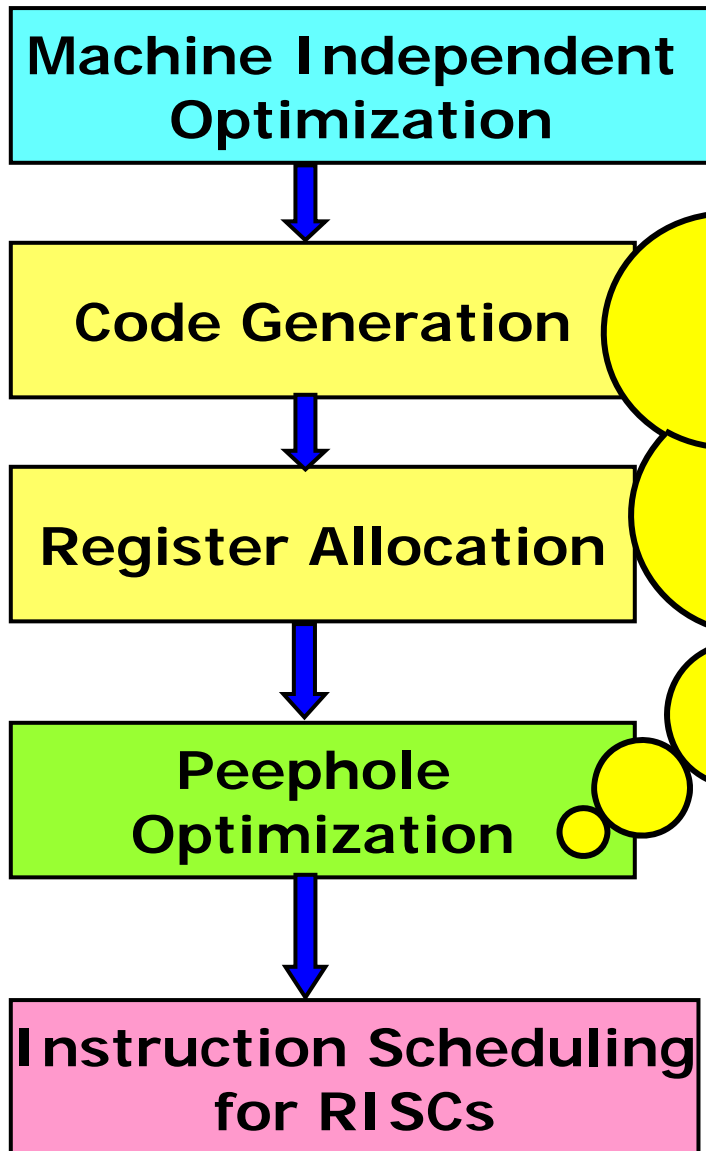 Machine Independent
Optimization
Code Generation
Register Allocation
Peephole
Optimization
Instruction Scheduling
for RISCs